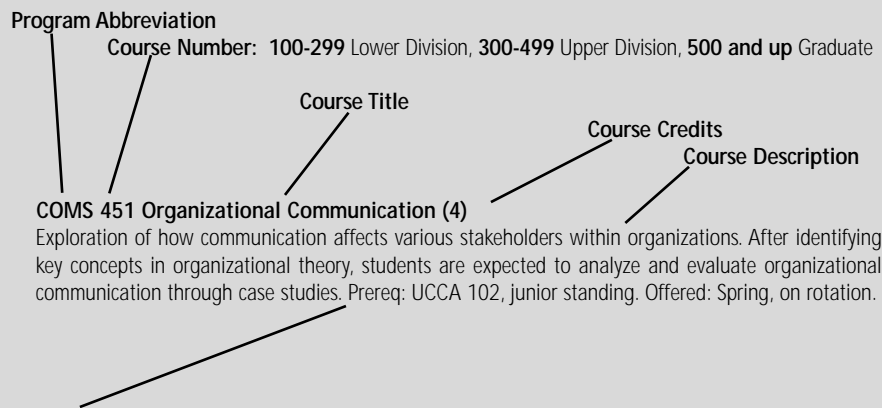 Program Abbreviation
Course Number: 100-299 Lower Division, 300-499 Upper Division, 500 and up Graduate
Course Title
Course Credits
Course Description
COMS 451 Organizational Communication (4)
Exploration of how communication affects various stakeholders within organizations. After identifying
key concepts in organizational theory, students are expected to analyze and evaluate organizational
communication through case studies. Prereq: UCCA 102, junior standing. Offered: Spring, on rotation.